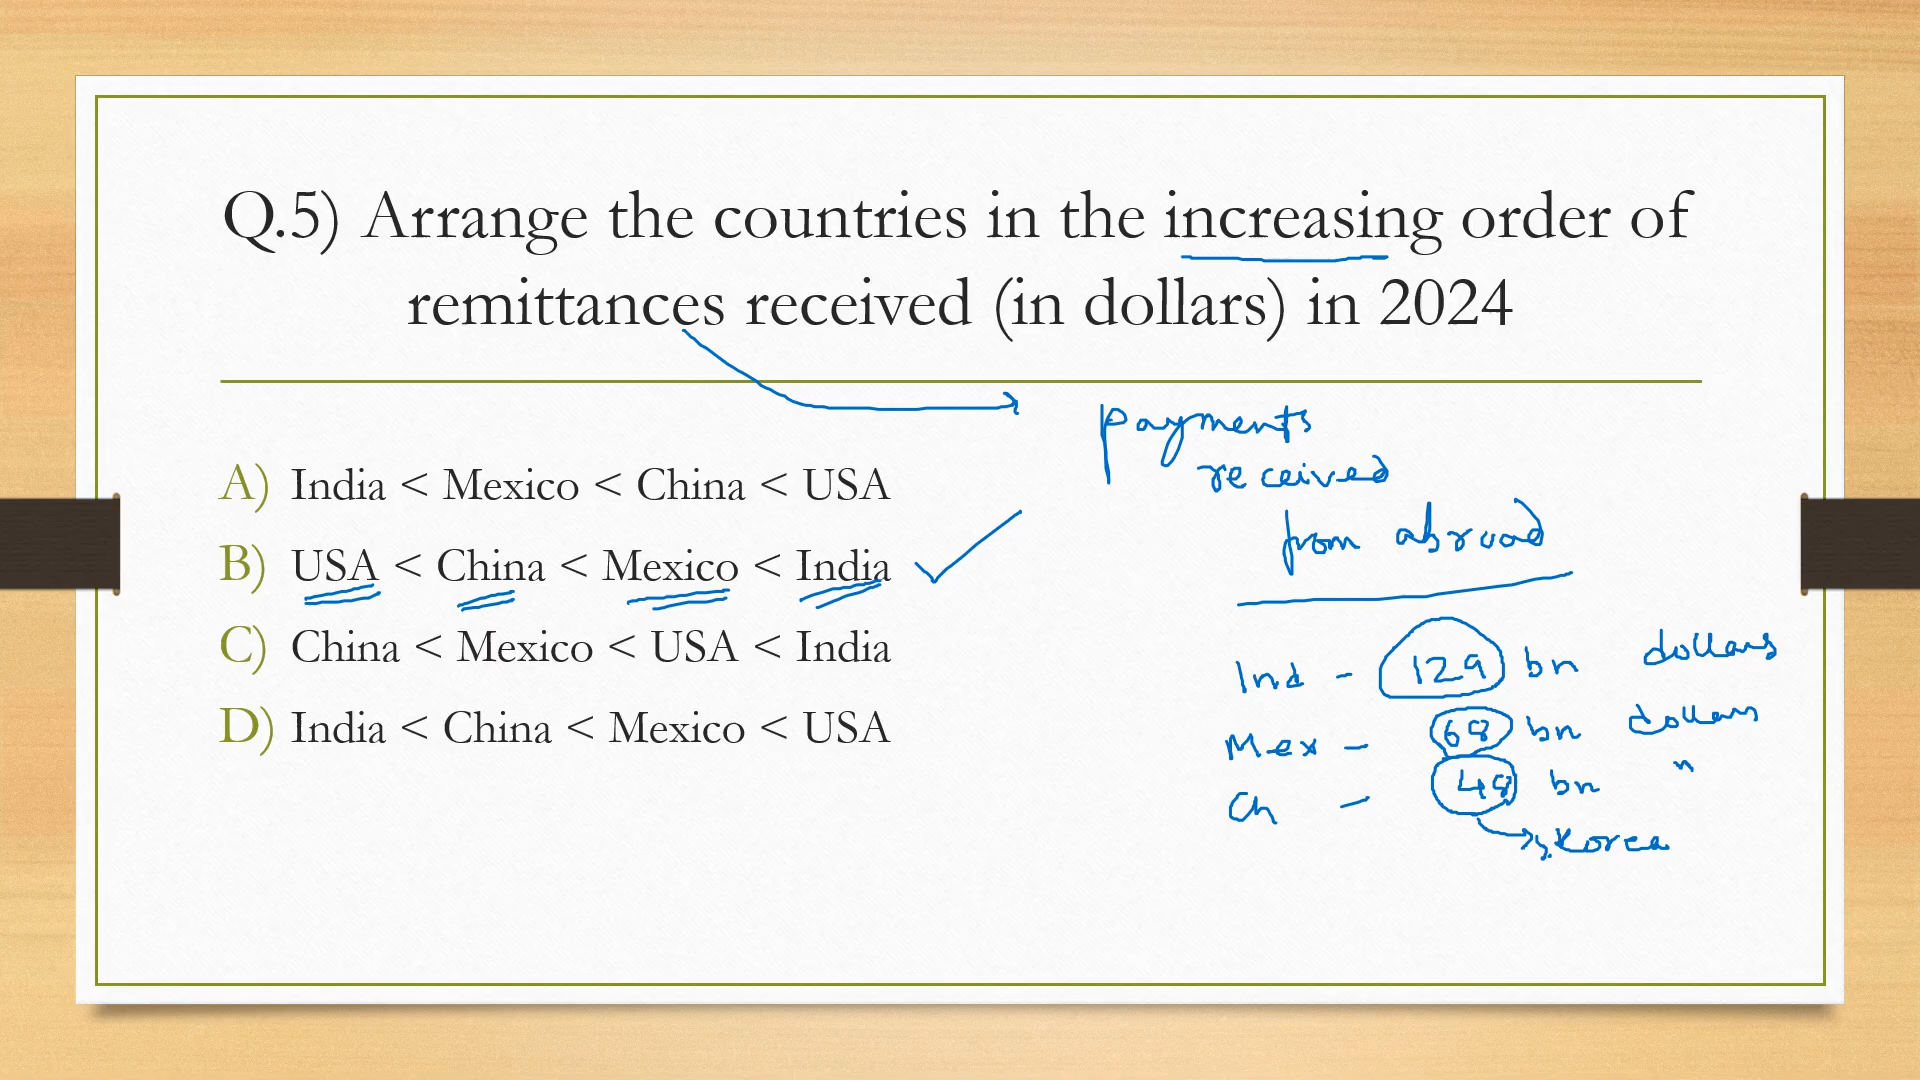 Q.5) Arrange the countries in the increasing order of
remittances received (in dollars) in 2024
A) India < Mexico < China < USA
B) USA < China < Mexico < India
C) China < Mexico < USA < India
D) India < China < Mexico < USA
payments
received
from abroad
Ind - 129 bn dollars
Mex - 68 bn dollars
Ch - 48 bn "
S.Korea